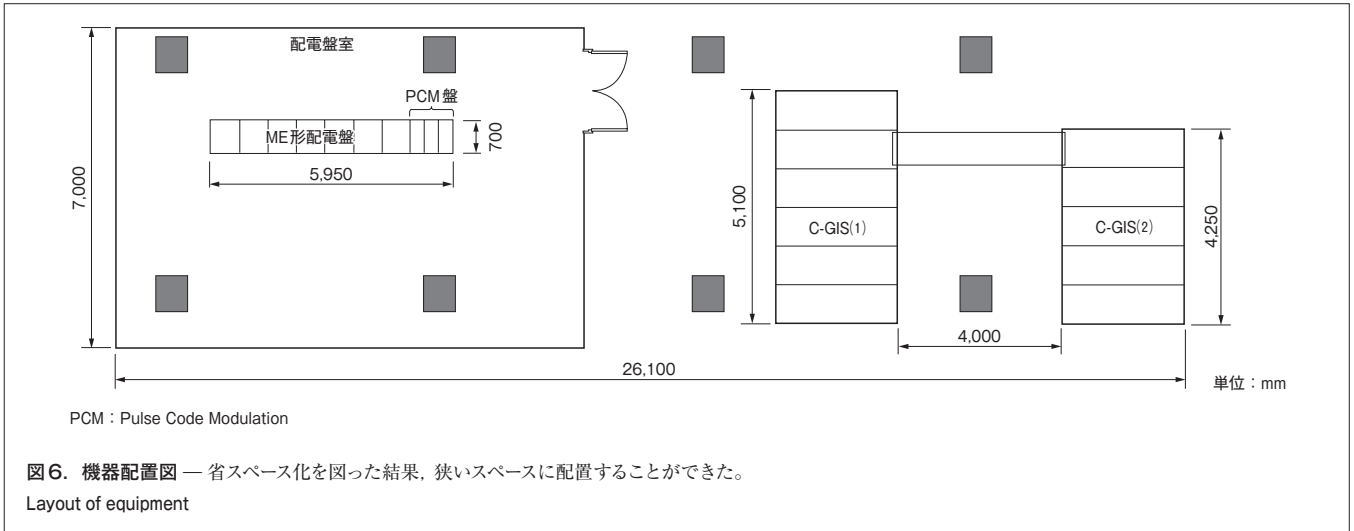 配電盤室
PCM盤
ME形配電盤
700
5,950
7,000
5,100
C-GIS(1)
C-GIS(2)
4,250
4,000
26,100
単位：mm
PCM：Pulse Code Modulation
図6．機器配置図 — 省スペース化を図った結果，狭いスペースに配置することができた。
Layout of equipment